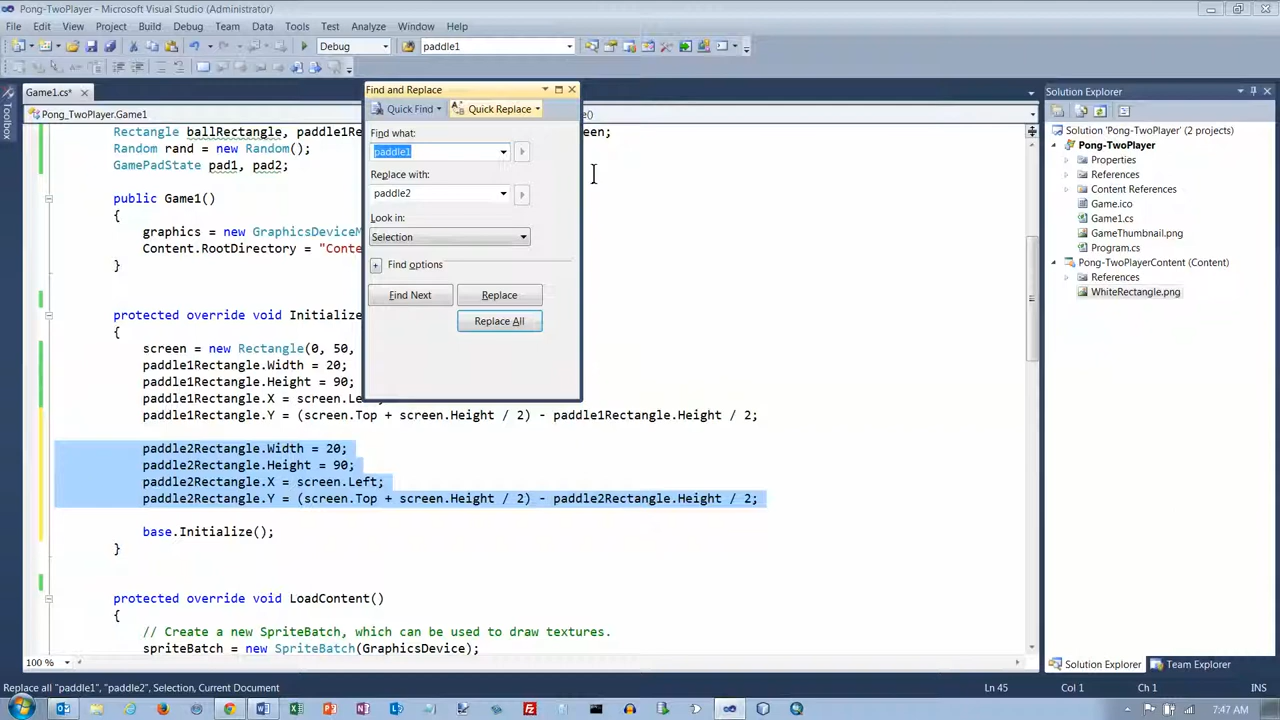 Pong-TwoPlayer - Microsoft Visual Studio (Administrator)
File Edit View Project Build Debug Team Data Tools Test Analyze Window Help
Debug paddle1
Game1.cs*
Pong_TwoPlayer.Game1
Rectangle ballRectangle, paddle1Re
een;
Random rand = new Random();
GamePadState pad1, pad2;
public Game1()
{
graphics = new GraphicsDeviceM
Content.RootDirectory = "Conte
}
protected override void Initialize
{
screen = new Rectangle(0, 50,
paddle1Rectangle.Width = 20;
paddle1Rectangle.Height = 90;
paddle1Rectangle.X = screen.Left;
paddle1Rectangle.Y = (screen.Top + screen.Height / 2) - paddle1Rectangle.Height / 2;
paddle2Rectangle.Width = 20;
paddle2Rectangle.Height = 90;
paddle2Rectangle.X = screen.Left;
paddle2Rectangle.Y = (screen.Top + screen.Height / 2) - paddle2Rectangle.Height / 2;
base.Initialize();
}
protected override void LoadContent()
{
// Create a new SpriteBatch, which can be used to draw textures.
spriteBatch = new SpriteBatch(GraphicsDevice);
100 %
Find and Replace
Quick Find Quick Replace
Find what:
paddle1
Replace with:
paddle2
Look in:
Selection
Find options
Find Next Replace
Replace All
Solution Explorer
Solution 'Pong-TwoPlayer' (2 projects)
Pong-TwoPlayer
Properties
References
Content References
Game.ico
Game1.cs
GameThumbnail.png
Program.cs
Pong-TwoPlayerContent (Content)
References
WhiteRectangle.png
Solution Explorer Team Explorer
Toolbox
Replace all "paddle1", "paddle2", Selection, Current Document
Ln 45 Col 1 Ch 1 INS
7:47 AM